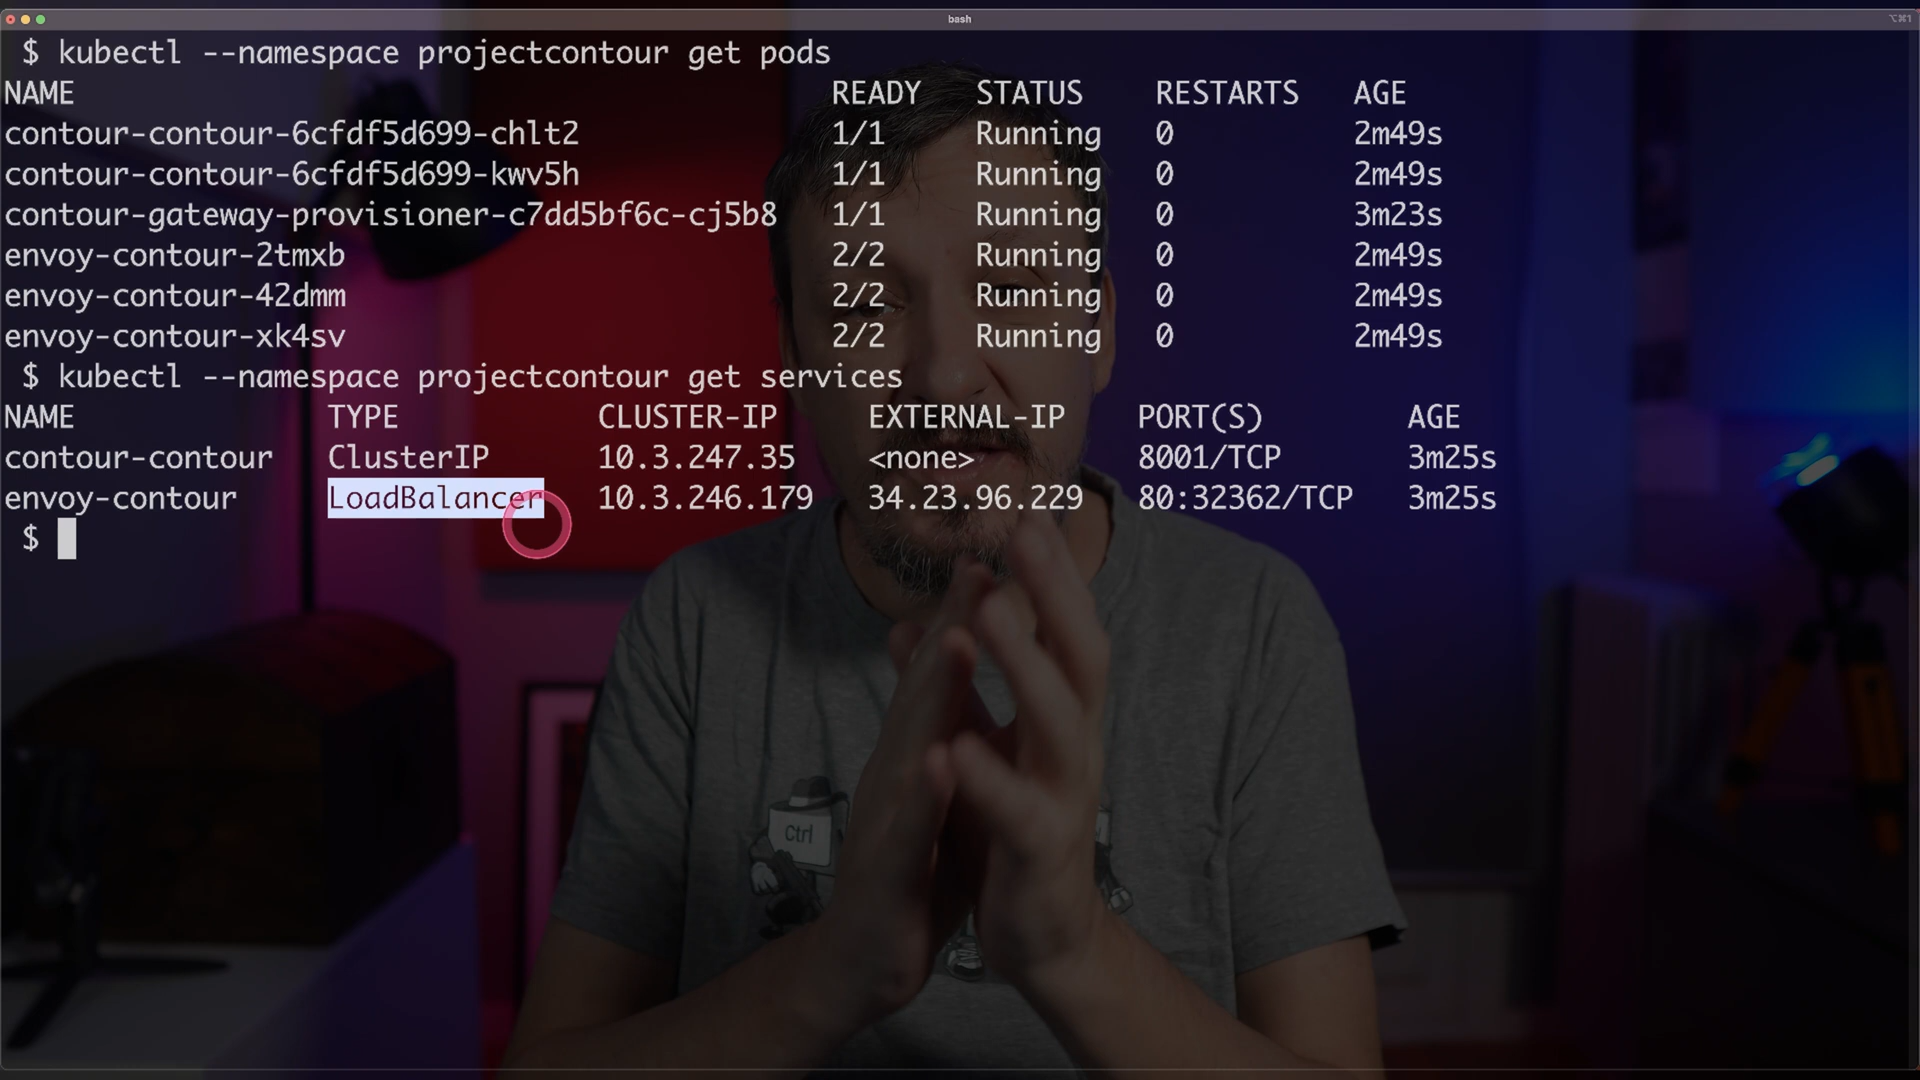 bash
⌥⌘1
$ kubectl --namespace projectcontour get pods
NAME READY STATUS RESTARTS AGE
contour-contour-6cfdf5d699-chlt2 1/1 Running 0 2m49s
contour-contour-6cfdf5d699-kwv5h 1/1 Running 0 2m49s
contour-gateway-provisioner-c7dd5bf6c-cj5b8 1/1 Running 0 3m23s
envoy-contour-2tmxb 2/2 Running 0 2m49s
envoy-contour-42dmm 2/2 Running 0 2m49s
envoy-contour-xk4sv 2/2 Running 0 2m49s
$ kubectl --namespace projectcontour get services
NAME TYPE CLUSTER-IP EXTERNAL-IP PORT(S) AGE
contour-contour ClusterIP 10.3.247.35 <none> 8001/TCP 3m25s
envoy-contour LoadBalancer 10.3.246.179 34.23.96.229 80:32362/TCP 3m25s
$
Ctrl